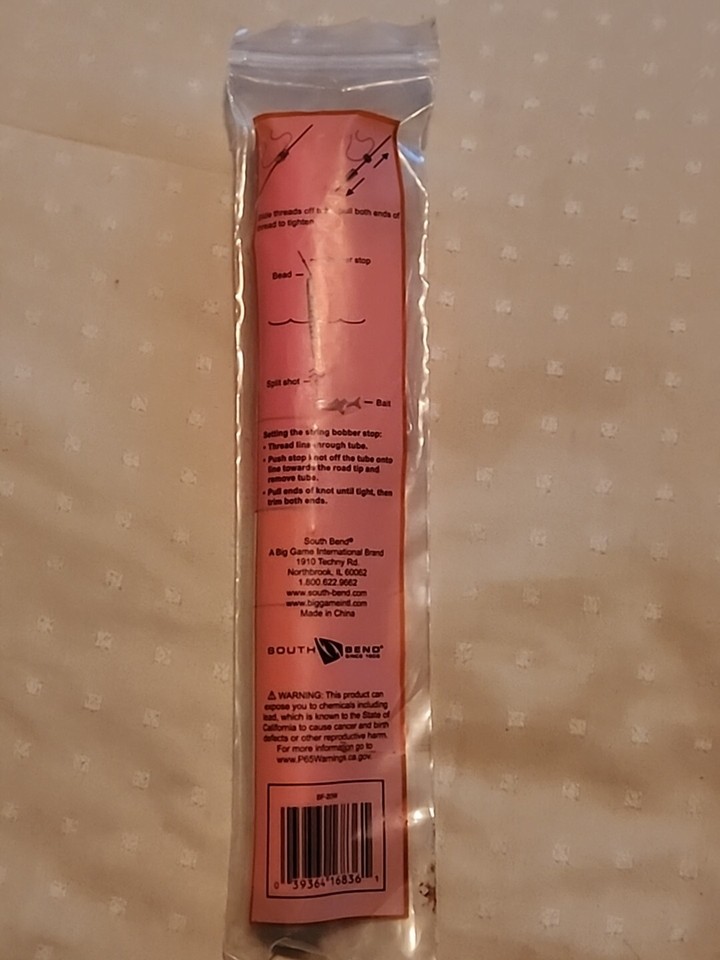 threads off pull both ends of
thread to tighten
stop
Bead
Split shot
Bait
Setting the string bobber stop:
• Thread line through tube.
• Push stop knot off the tube onto
line towards the road tip and
remove tube.
• Pull ends of knot until tight, then
trim both ends.
South Bend®
A Big Game International Brand
1910 Techny Rd.
Northbrook, IL 60062
1.800.622.9662
www.south-bend.com
www.biggameintl.com
Made in China
SOUTH BEND®
SINCE 1906
⚠ WARNING: This product can
expose you to chemicals including
lead, which is known to the State of
California to cause cancer and birth
defects or other reproductive harm.
For more information go to
www.P65Warnings.ca.gov.
0 39364 16836 1